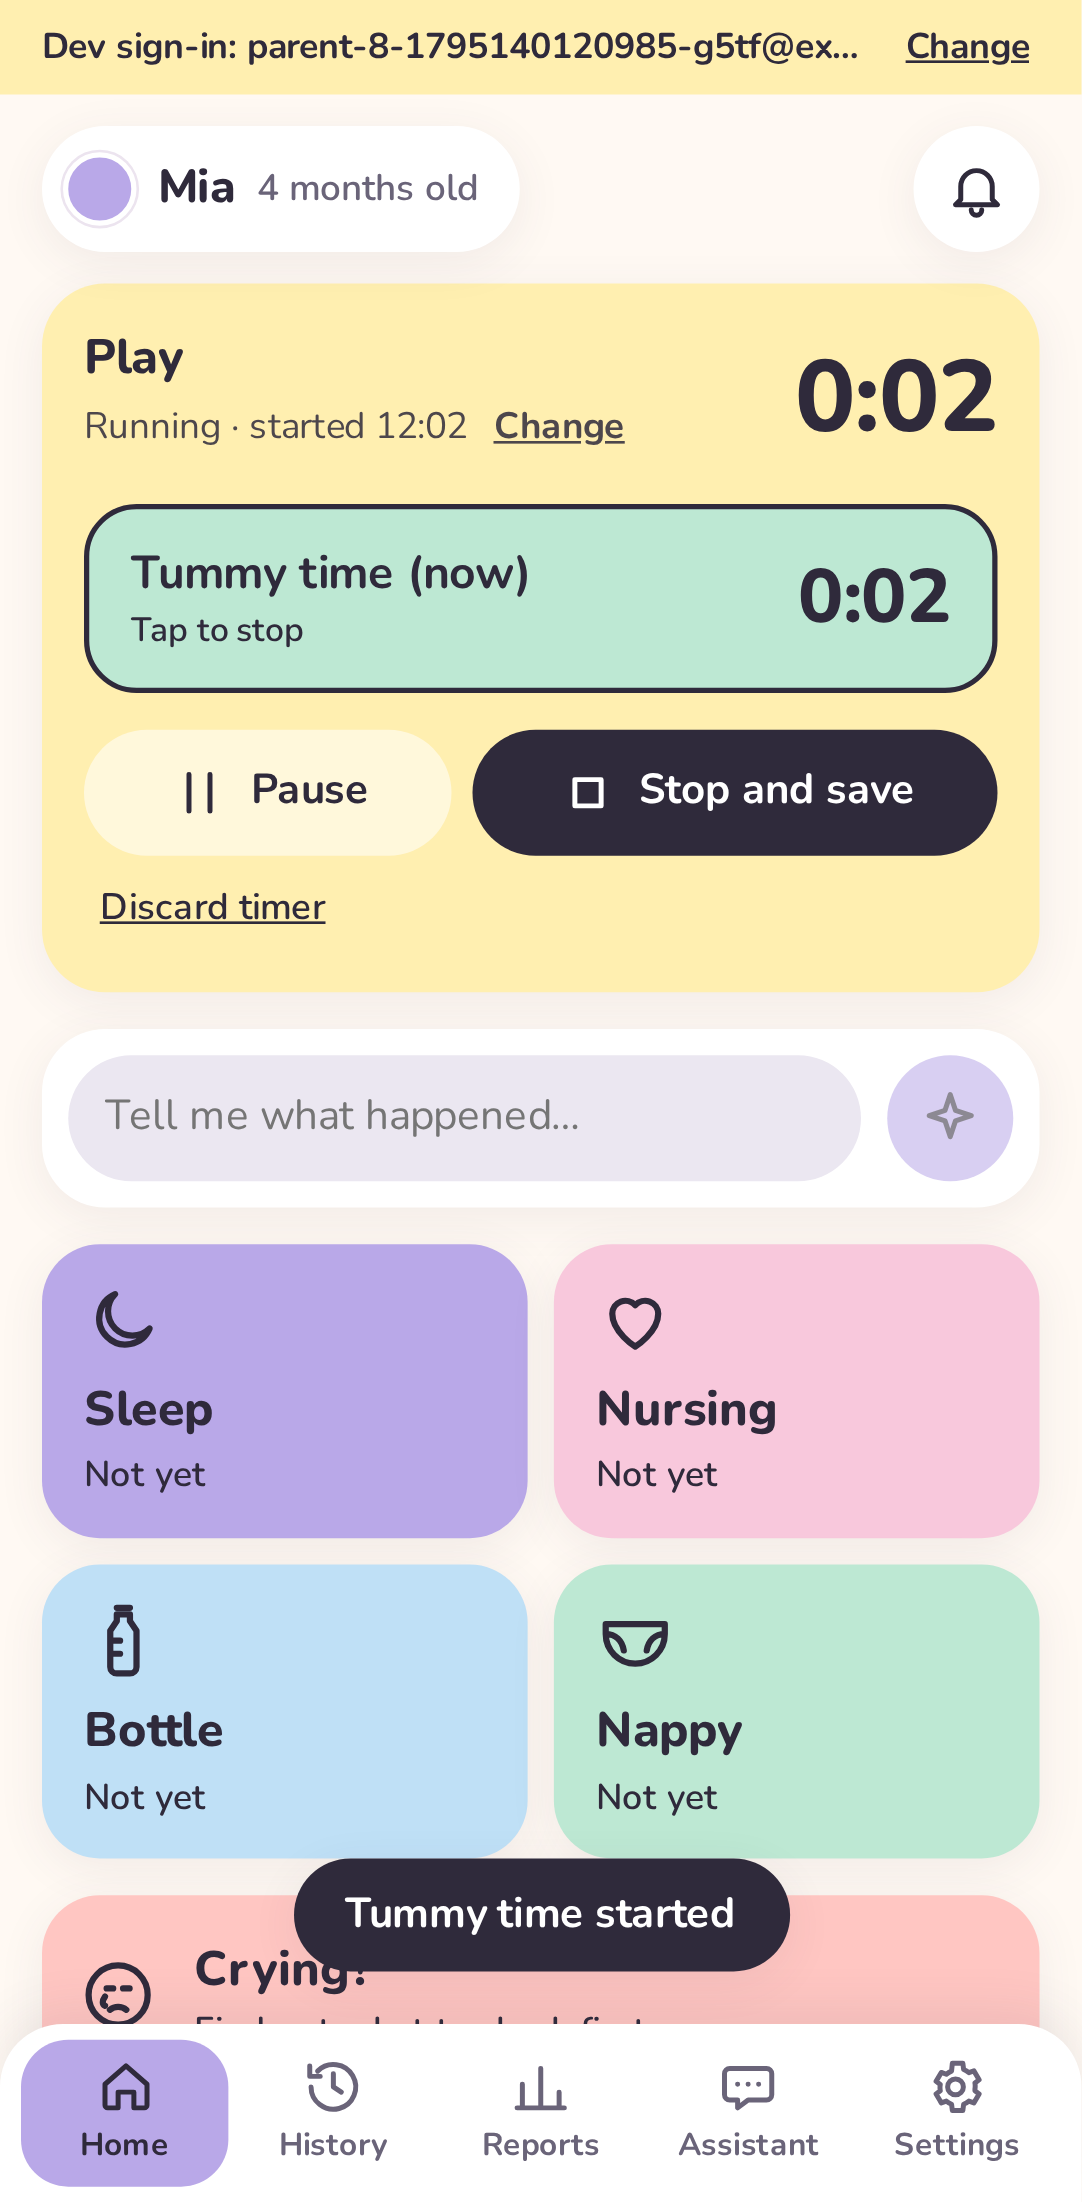 Dev sign-in: parent-8-1795140120985-g5tf@ex... Change
Mia 4 months old
Play
Running · started 12:02 Change
0:02
Tummy time (now)
Tap to stop
0:02
Pause
Stop and save
Discard timer
Tell me what happened...
Sleep
Not yet
Nursing
Not yet
Bottle
Not yet
Nappy
Not yet
Tummy time started
Crying?
Home
History
Reports
Assistant
Settings